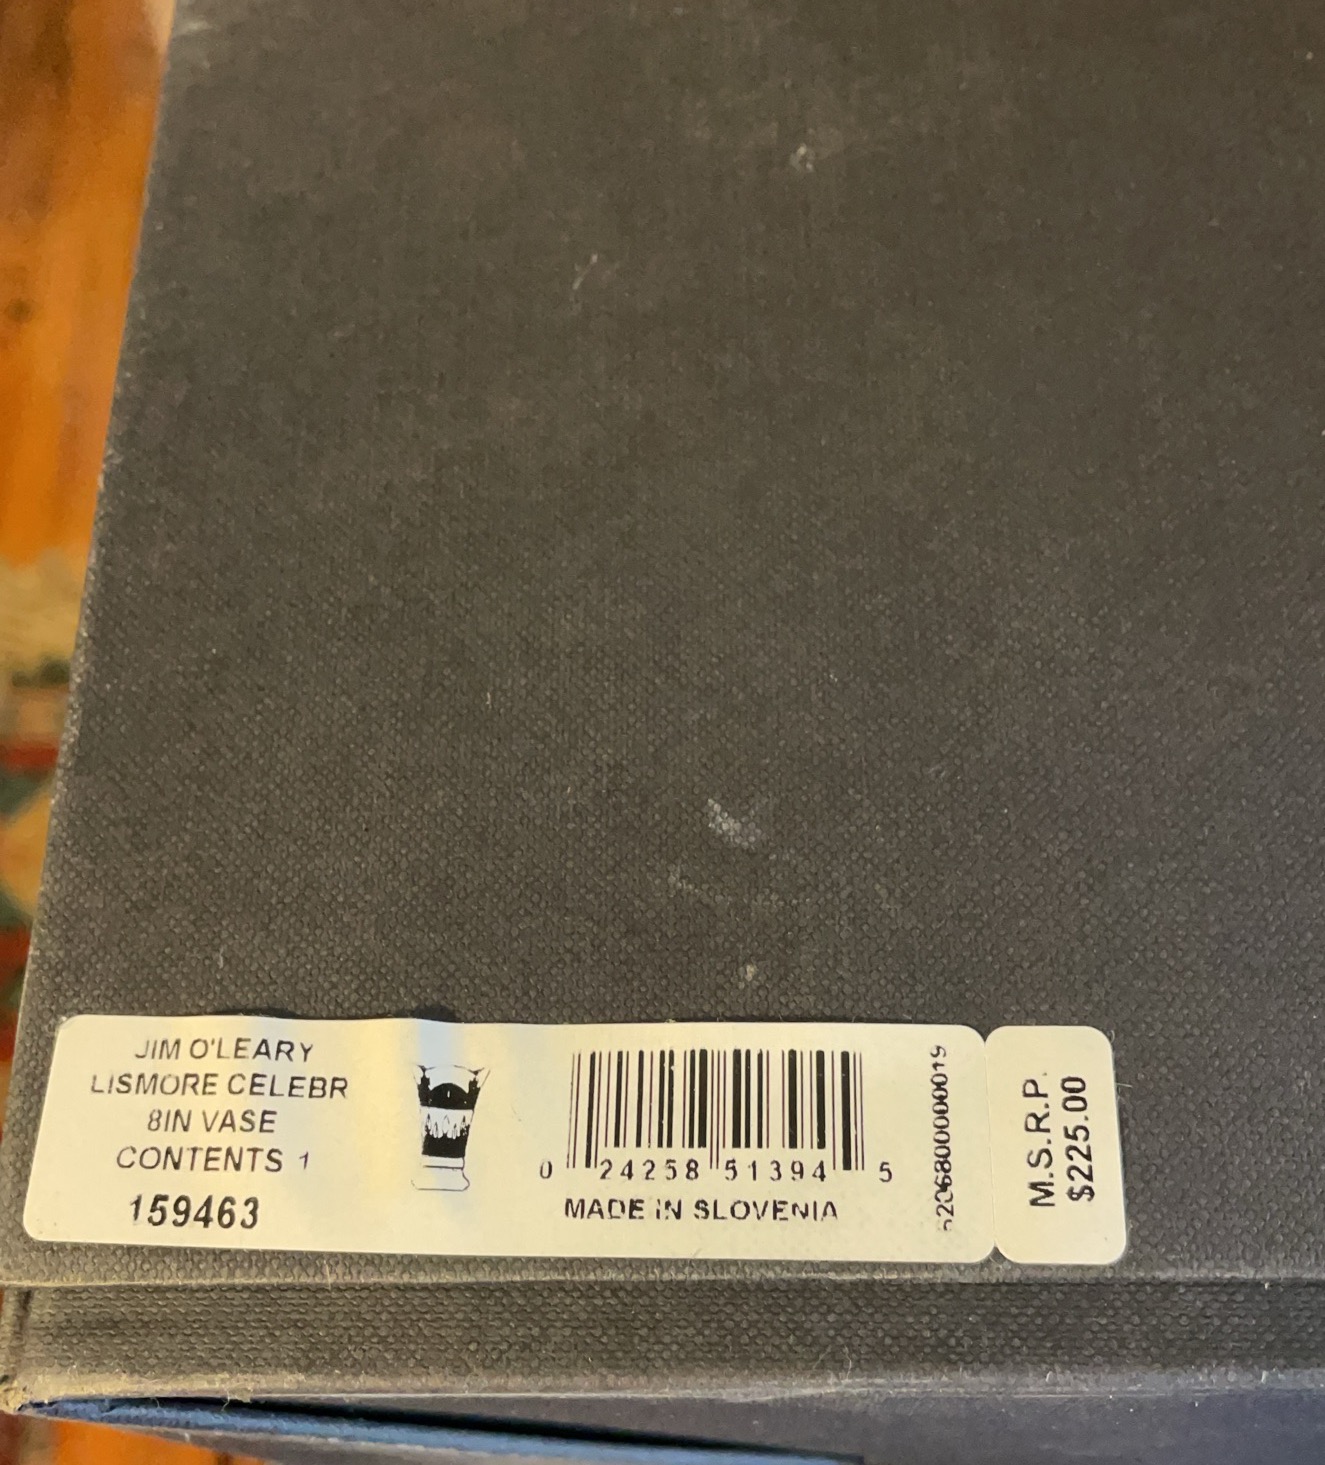 JIM O'LEARY
LISMORE CELEBR
8IN VASE
CONTENTS 1
159463
0 24258 51394 5
MADE IN SLOVENIA
M.S.R.P.
$225.00